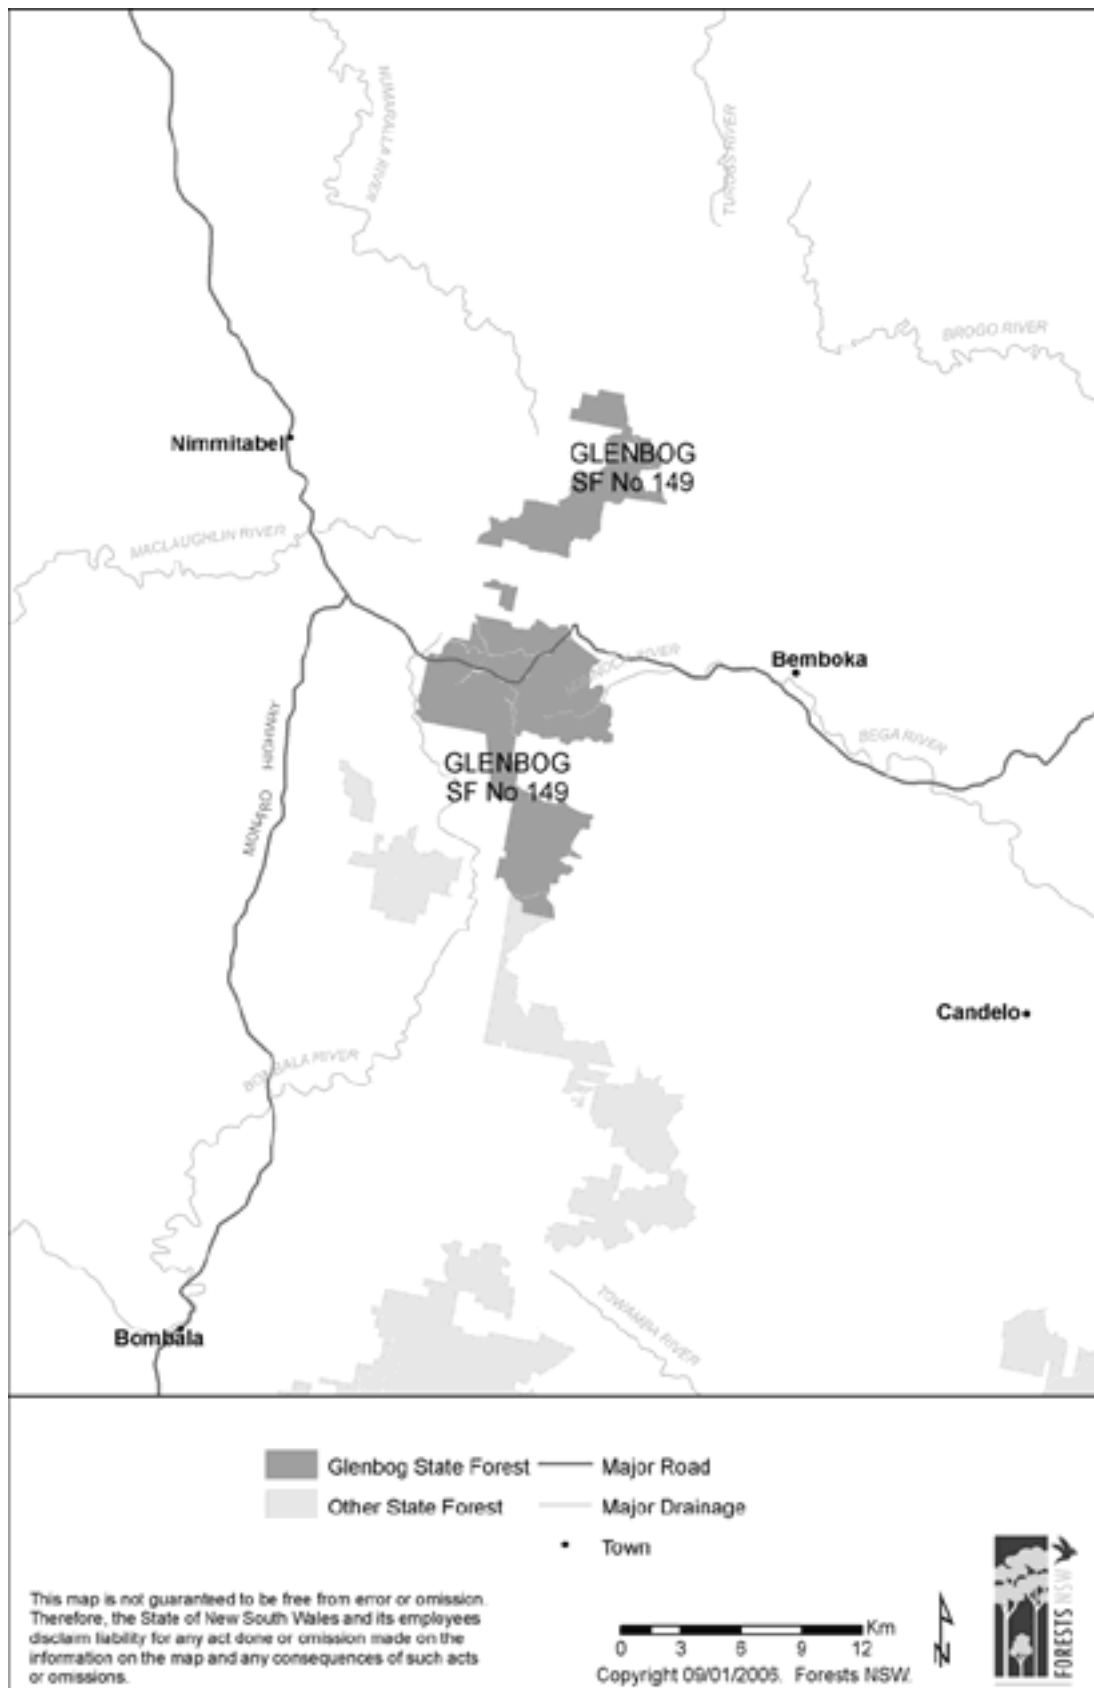 NUMARALLA RIVER
TUROSS RIVER
BROGO RIVER
Nimmitabel
GLENBOG
SF No 149
MACLAUGHLIN RIVER
RIVER
Bemboka
BEGA RIVER
GLENBOG
SF No 149
MONARO HIGHWAY
Candelo
BOMBALA RIVER
TOWAMBA RIVER
Bombala
Glenbog State Forest
Major Road
Other State Forest
Major Drainage
Town
This map is not guaranteed to be free from error or omission.
Therefore, the State of New South Wales and its employees
disclaim liability for any act done or omission made on the
information on the map and any consequences of such acts
or omissions.
0 3 6 9 12 Km
Copyright 09/01/2006. Forests NSW.
N
FORESTS NSW